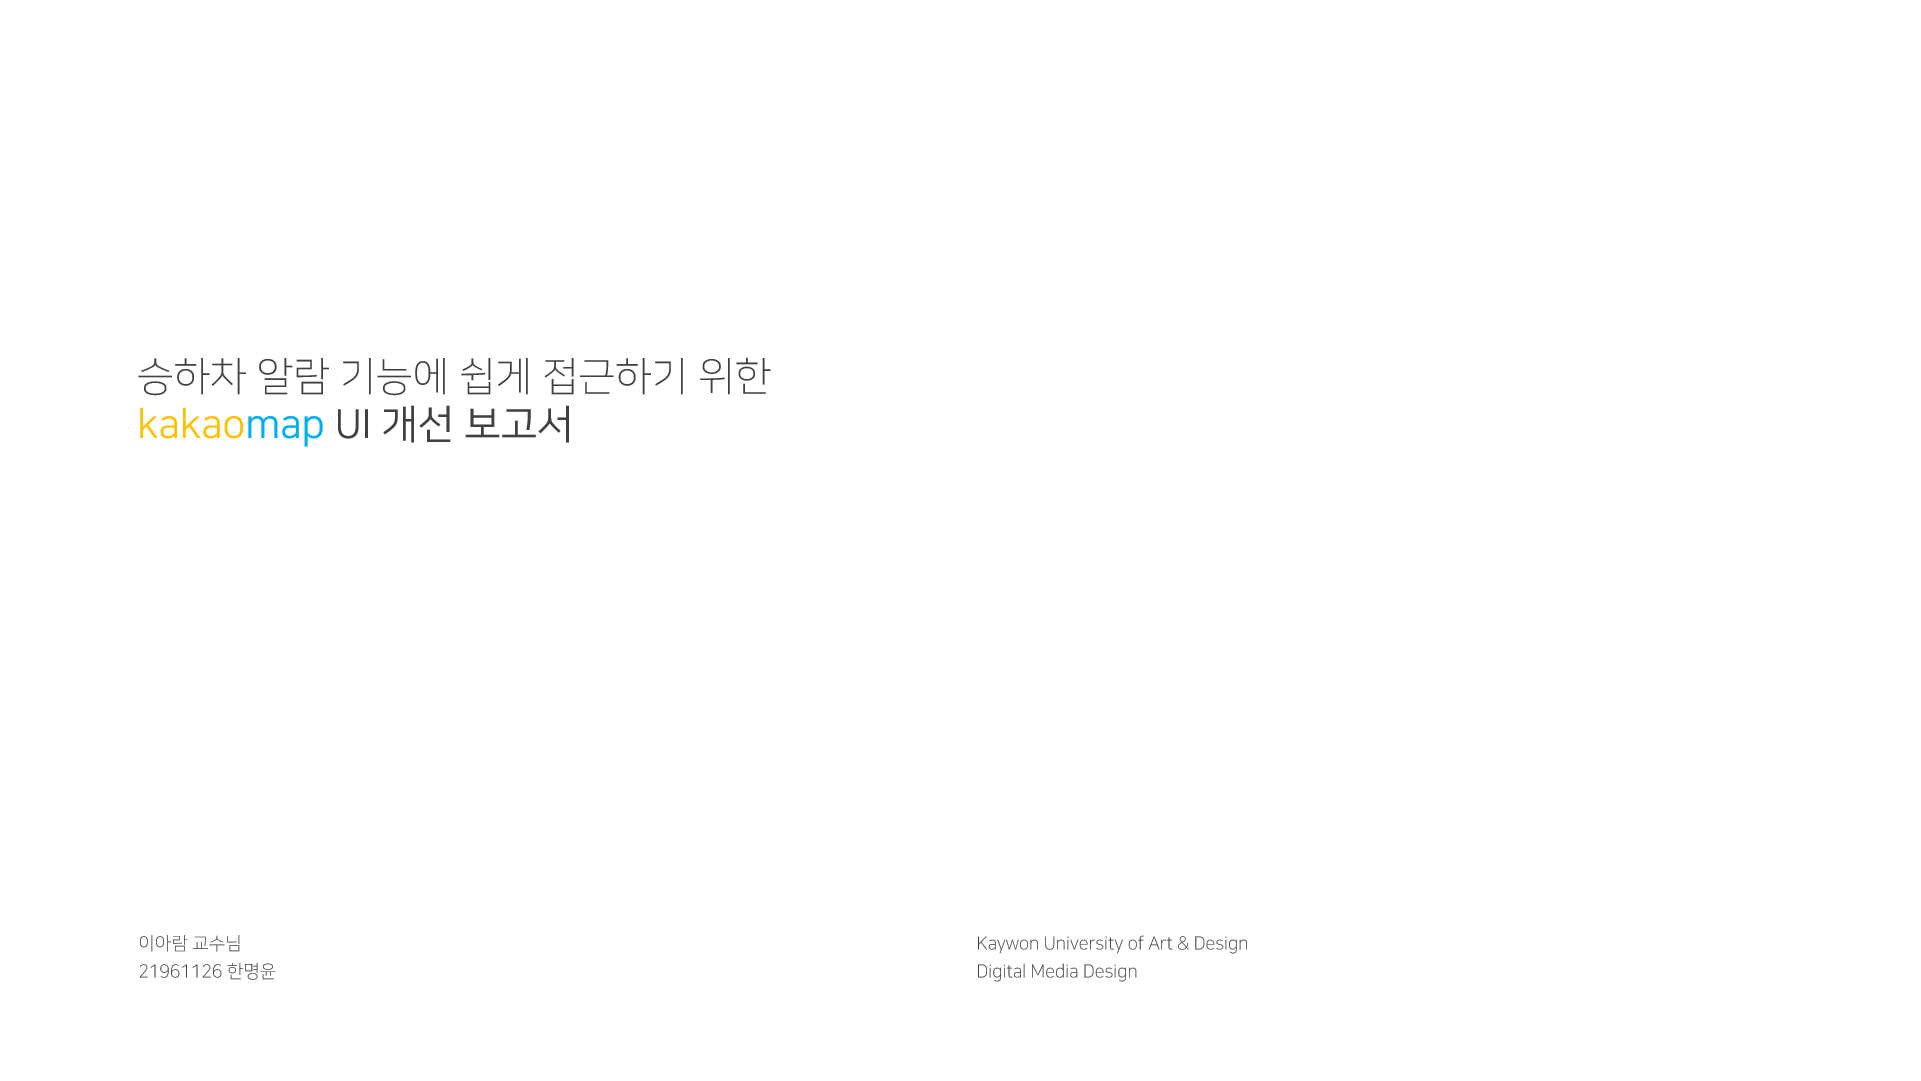 승하차 알람 기능에 쉽게 접근하기 위한
kakaomap UI 개선 보고서
이아람 교수님
21961126 한명윤
Kaywon University of Art & Design
Digital Media Design